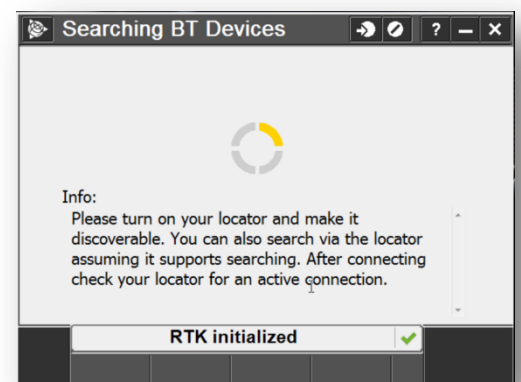 Searching BT Devices
?
Info:
Please turn on your locator and make it
discoverable. You can also search via the locator
assuming it supports searching. After connecting
check your locator for an active connection.
RTK initialized